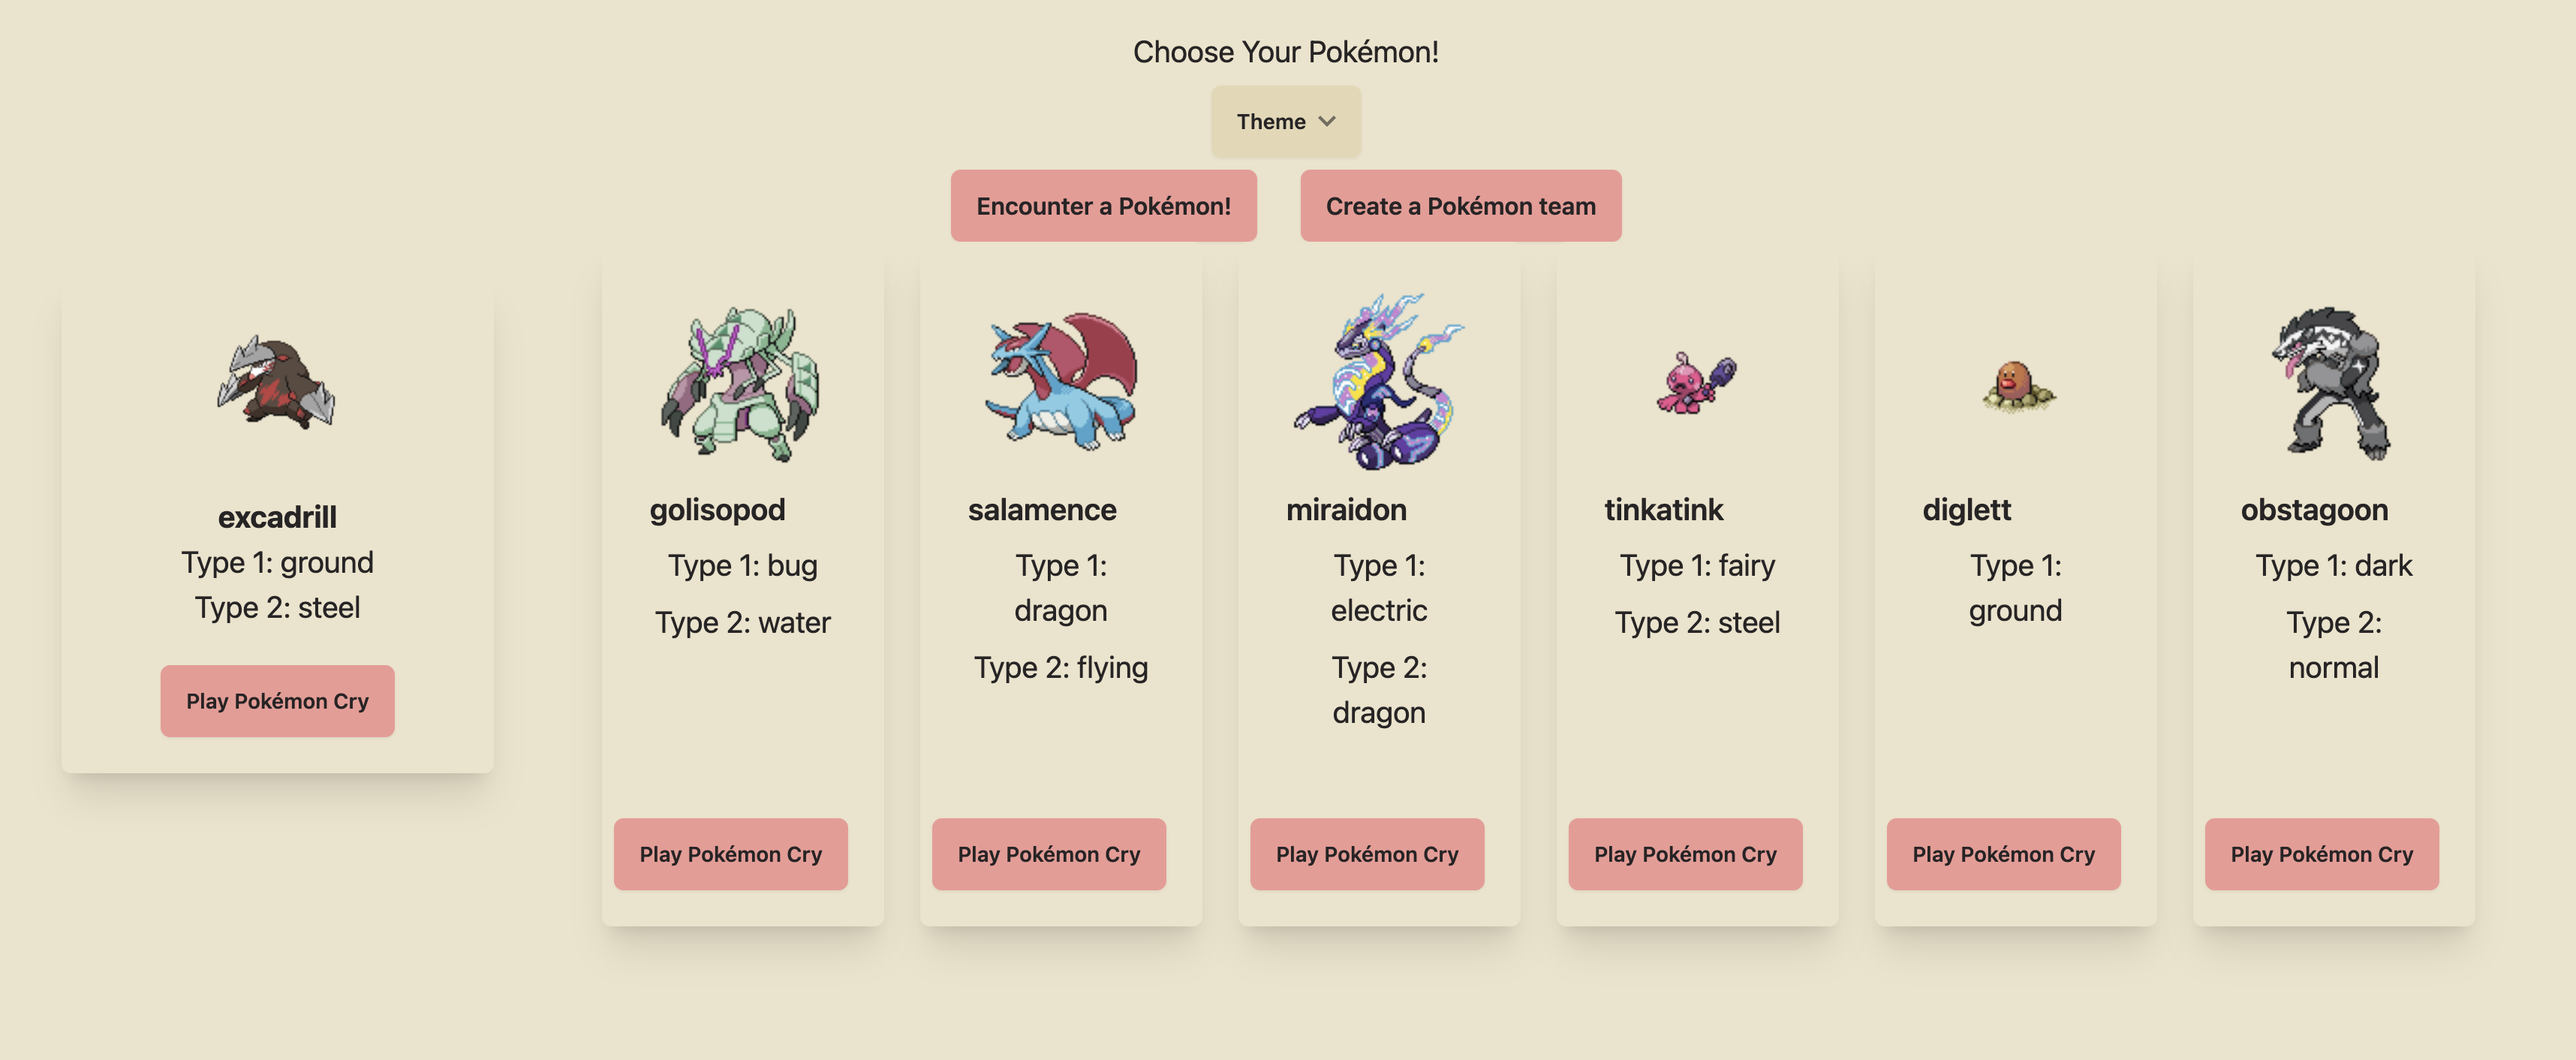 Choose Your Pokémon!
Theme
Encounter a Pokémon!
Create a Pokémon team
excadrill
Type 1: ground
Type 2: steel
Play Pokémon Cry
golisopod
Type 1: bug
Type 2: water
Play Pokémon Cry
salamence
Type 1:
dragon
Type 2: flying
Play Pokémon Cry
miraidon
Type 1:
electric
Type 2:
dragon
Play Pokémon Cry
tinkatink
Type 1: fairy
Type 2: steel
Play Pokémon Cry
diglett
Type 1:
ground
Play Pokémon Cry
obstagoon
Type 1: dark
Type 2:
normal
Play Pokémon Cry